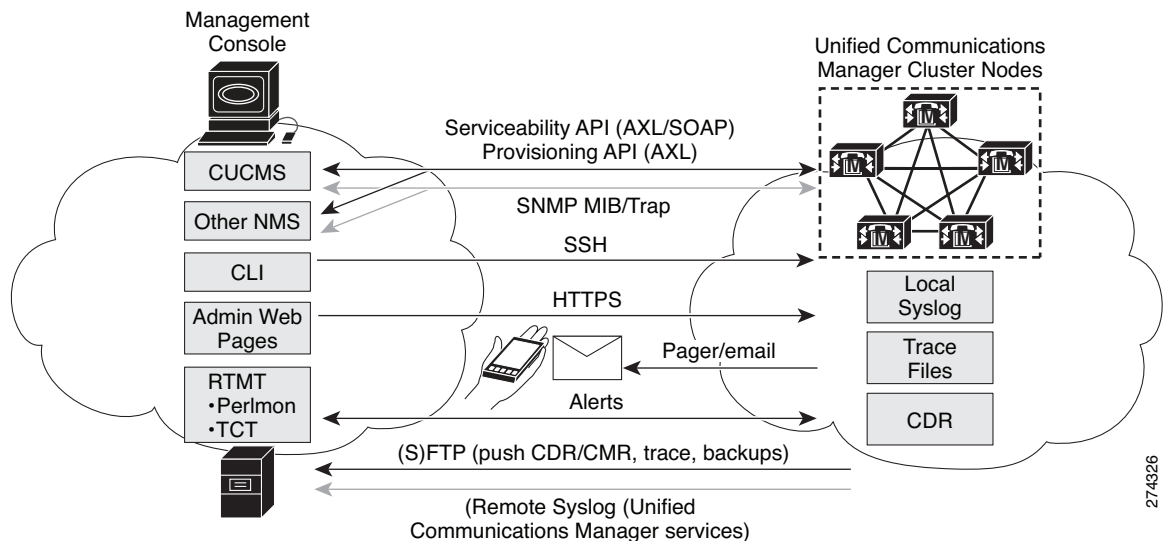 Management
Console
Unified Communications
Manager Cluster Nodes
Serviceability API (AXL/SOAP)
Provisioning API (AXL)
CUCMS
M
M
M
M
M
SNMP MIB/Trap
Other NMS
SSH
CLI
HTTPS
Local
Syslog
Admin Web
Pages
Pager/email
Trace
Files
RTMT
•Perlmon
•TCT
Alerts
CDR
(S)FTP (push CDR/CMR, trace, backups)
(Remote Syslog (Unified
Communications Manager services)
274326